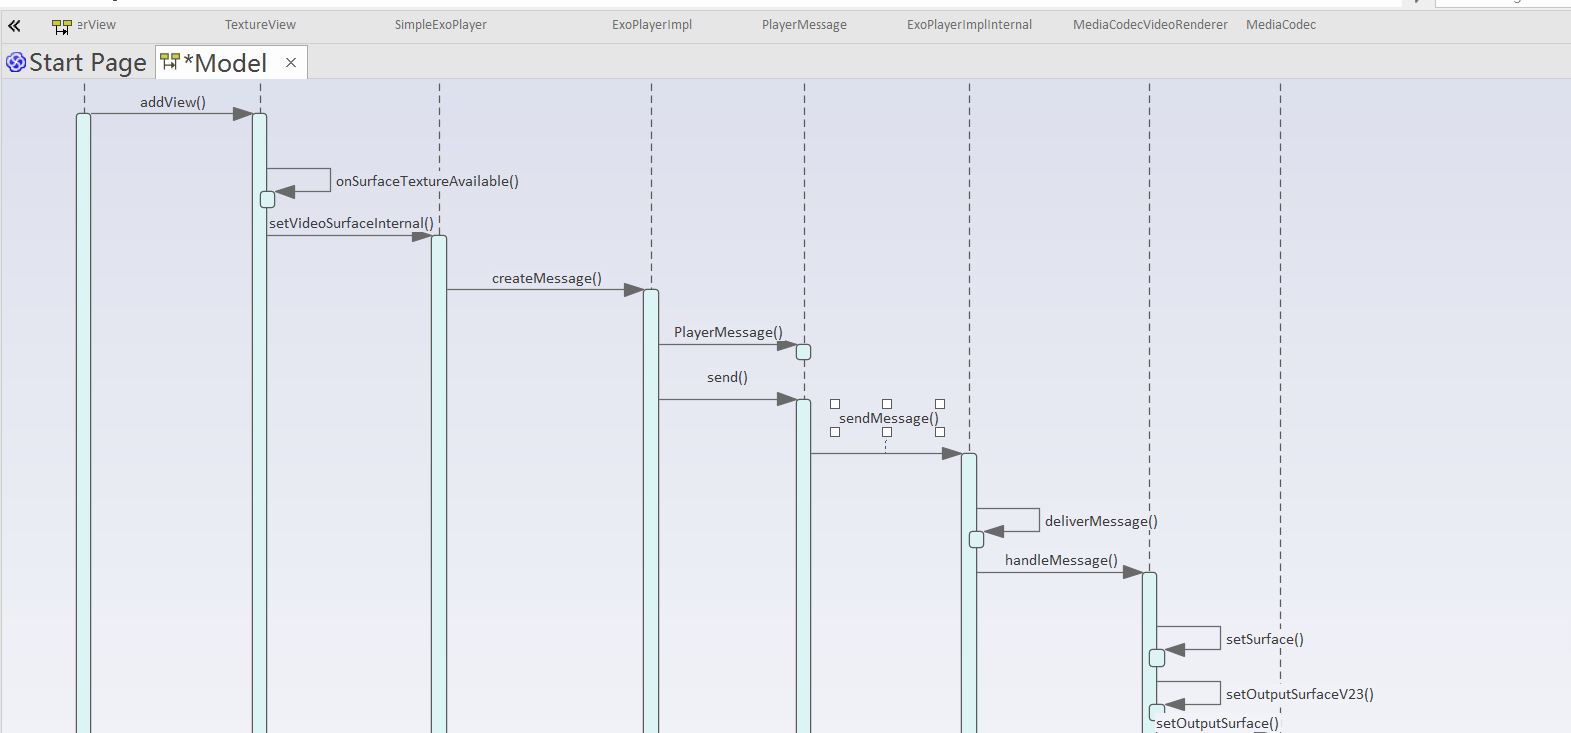 erView TextureView SimpleExoPlayer ExoPlayerImpl PlayerMessage ExoPlayerImplInternal MediaCodecVideoRenderer MediaCodec
Start Page *Model ×
addView()
onSurfaceTextureAvailable()
setVideoSurfaceInternal()
createMessage()
PlayerMessage()
send()
sendMessage()
deliverMessage()
handleMessage()
setSurface()
setOutputSurfaceV23()
setOutputSurface()